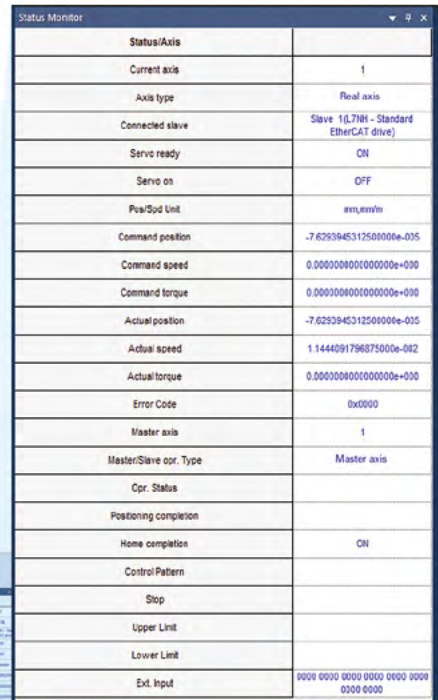 Status Monitor
Status/Axis
Current axis 1
Axis type Real axis
Connected slave Slave 1(L7NH - Standard
EtherCAT drive)
Servo ready ON
Servo on OFF
Pos/Spd Unit mm,mm/m
Command position -7.6293945312500000e-005
Command speed 0.0000000000000000e+000
Command torque 0.0000000000000000e+000
Actual position -7.6293945312500000e-005
Actual speed 1.1444091796875000e-002
Actual torque 0.0000000000000000e+000
Error Code 0x0000
Master axis 1
Master/Slave opr. Type Master axis
Opr. Status
Positioning completion
Home completion ON
Control Pattern
Stop
Upper Limit
Lower Limit
Ext. Input 0000 0000 0000 0000 0000 0000
0000 0000